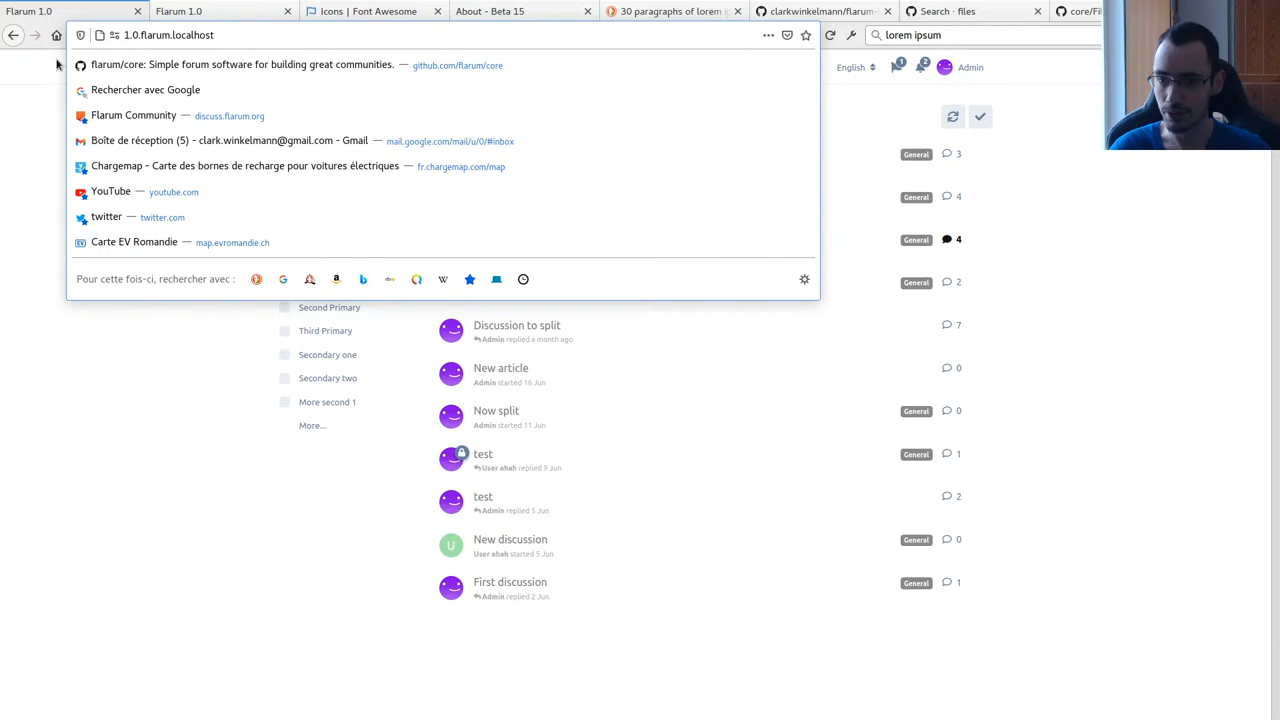 Flarum 1.0
Flarum 1.0
Icons | Font Awesome
About - Beta 15
30 paragraphs of lorem i
clarkwinkelmann/flarum-
Search · files
core/Fi
1.0.flarum.localhost
lorem ipsum
flarum/core: Simple forum software for building great communities. — github.com/flarum/core
English
1
2
Admin
Rechercher avec Google
Flarum Community — discuss.flarum.org
Boîte de réception (5) - clark.winkelmann@gmail.com - Gmail — mail.google.com/mail/u/0/#inbox
General 3
Chargemap - Carte des bornes de recharge pour voitures électriques — fr.chargemap.com/map
YouTube — youtube.com
General 4
twitter — twitter.com
Carte EV Romandie — map.evromandie.ch
General 4
Pour cette fois-ci, rechercher avec :
General 2
Second Primary
Third Primary
Secondary one
Secondary two
More second 1
More...
Discussion to split
Admin replied a month ago
7
New article
Admin started 16 Jun
0
Now split
Admin started 11 Jun
General 0
test
User ahah replied 9 Jun
General 1
test
Admin replied 5 Jun
2
U
New discussion
User ahah started 5 Jun
General 0
First discussion
Admin replied 2 Jun
General 1